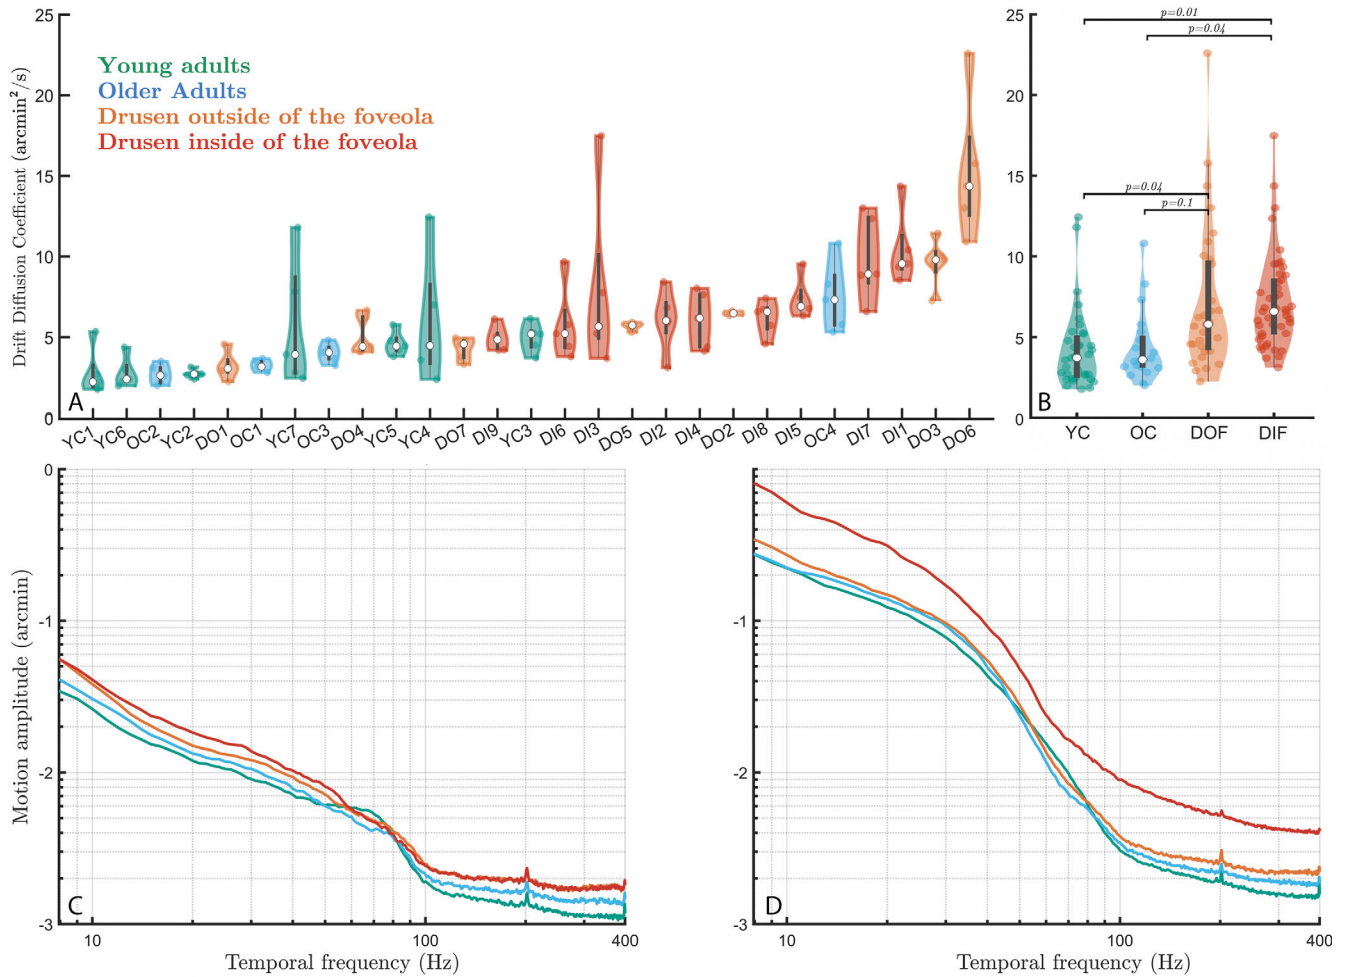 Drift Diffusion Coefficient (arcmin²/s)
25
20
15
10
5
0
Young adults
Older Adults
Drusen outside of the foveola
Drusen inside of the foveola
A
YC1 YC6 OC2 YC2 DO1 OC1 YC7 OC3 DO4 YC5 YC4 DO7 DI9 YC3 DI6 DI3 DO5 DI2 DI4 DO2 DI8 DI5 OC4 DI7 DI1 DO3 DO6
25
20
15
10
5
0
p=0.01
p=0.04
p=0.04
p=0.1
B
YC OC DOF DIF
Motion amplitude (arcmin)
0
-1
-2
-3
C
10 100 400
Temporal frequency (Hz)
-1
-2
-3
D
10 100 400
Temporal frequency (Hz)